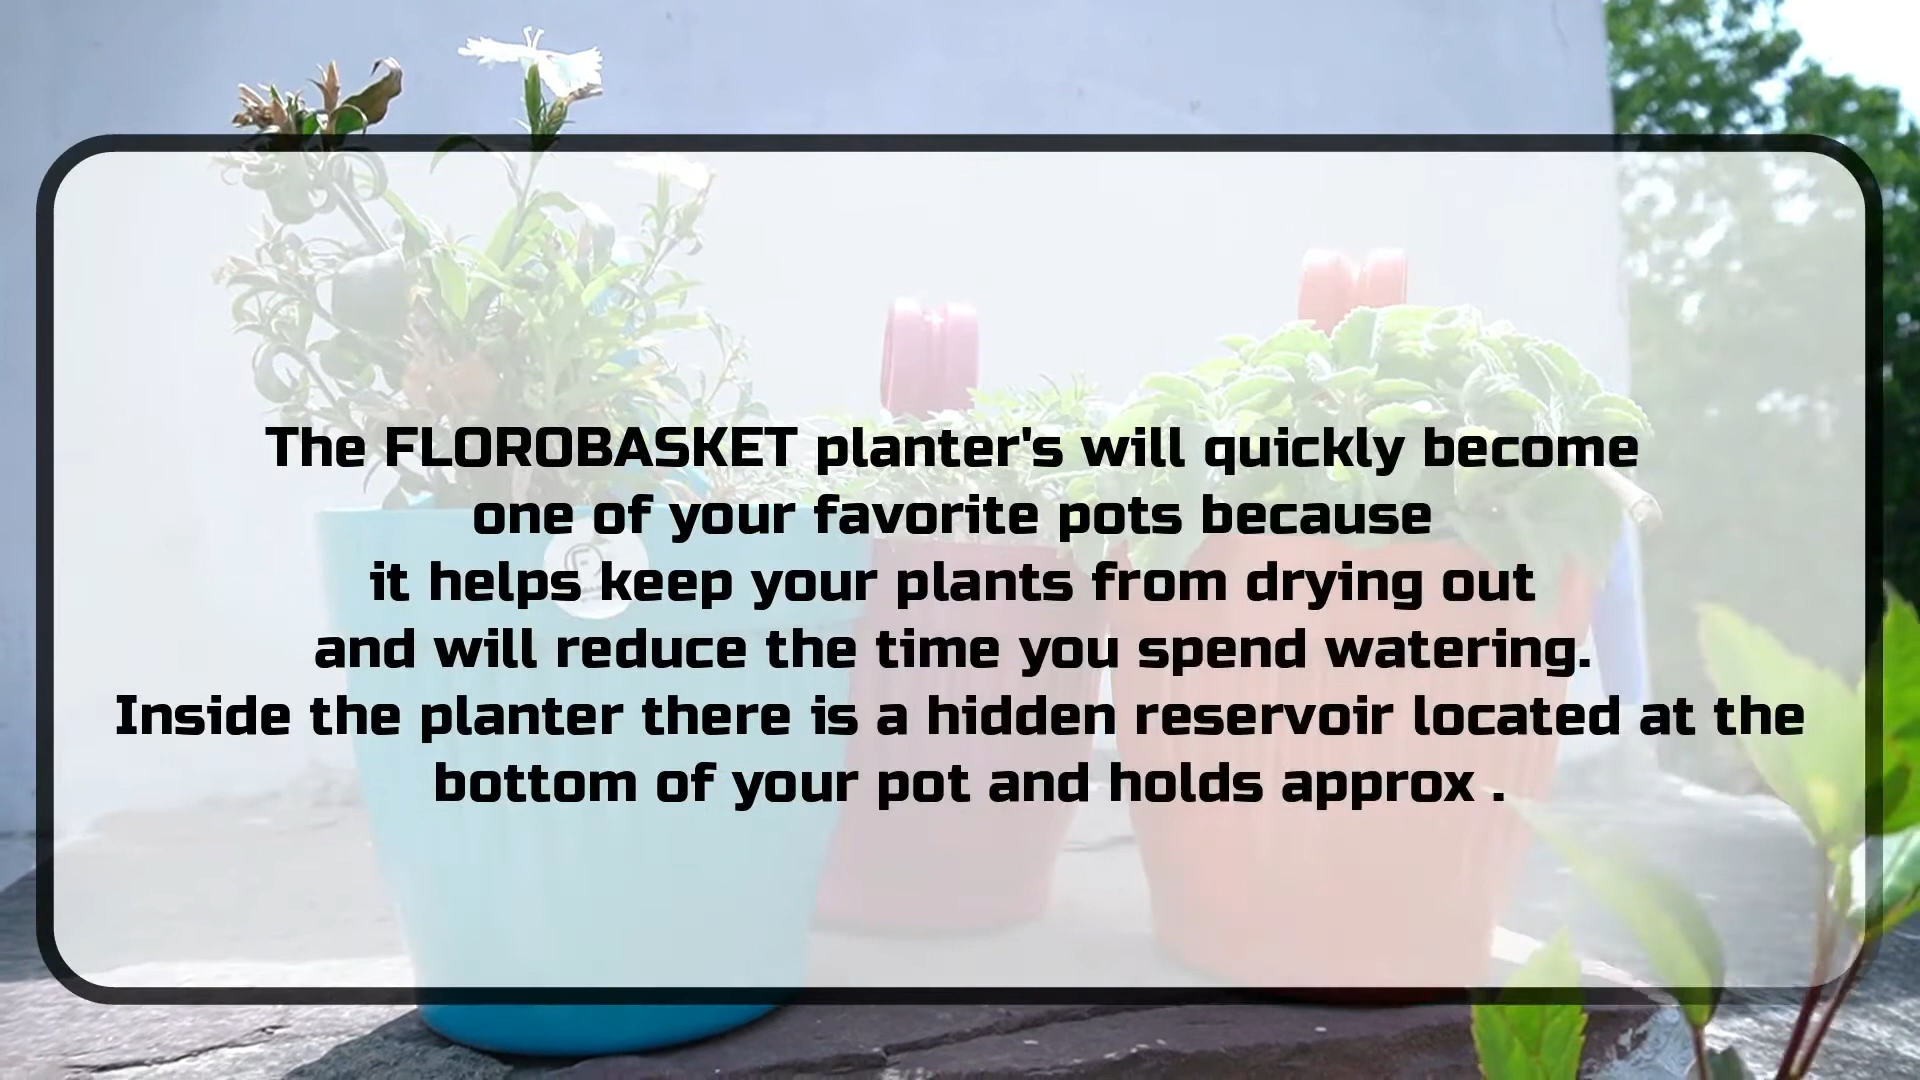 The FLOROBASKET planter's will quickly become
one of your favorite pots because
it helps keep your plants from drying out
and will reduce the time you spend watering.
Inside the planter there is a hidden reservoir located at the
bottom of your pot and holds approx .